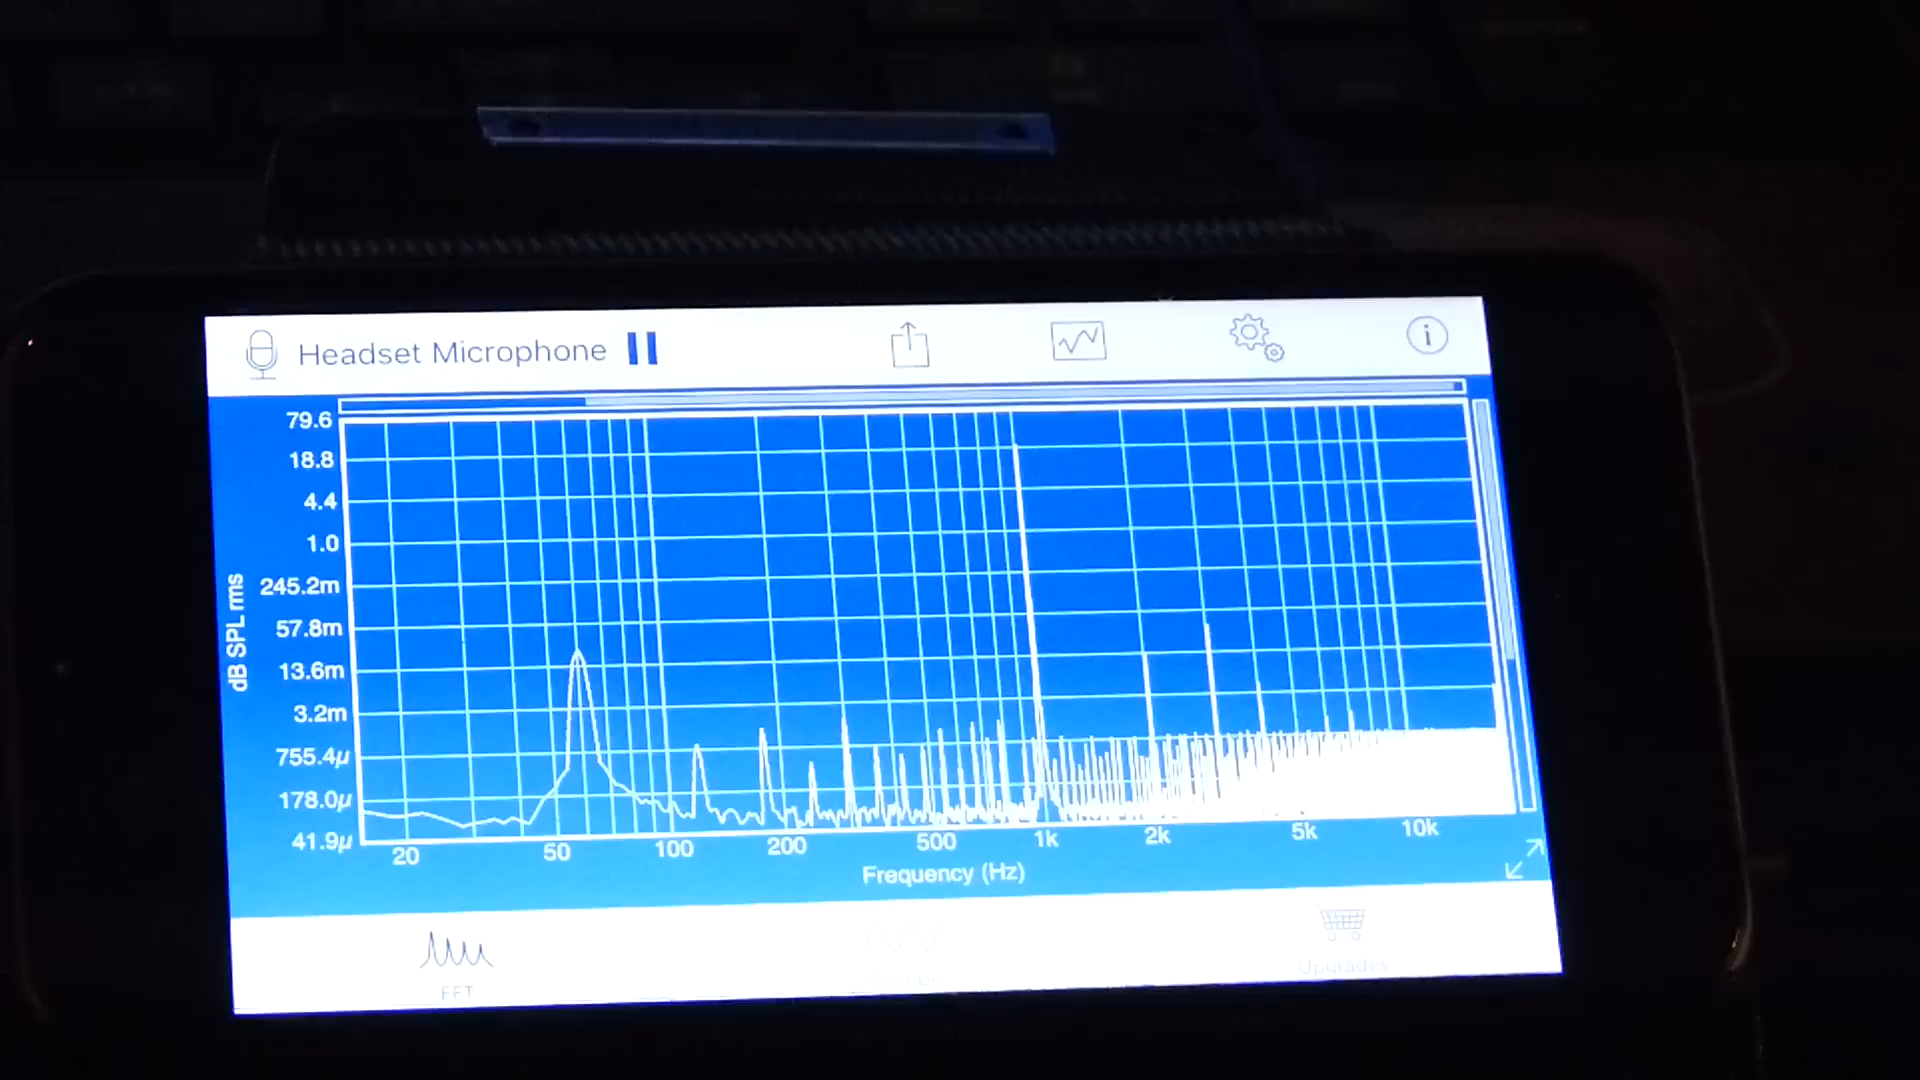 Headset Microphone
79.6
18.8
4.4
1.0
245.2m
57.8m
13.6m
3.2m
755.4µ
178.0µ
41.9µ
dB SPL rms
20 50 100 200 500 1k 2k 5k 10k
Frequency (Hz)
FFT
Upgrades